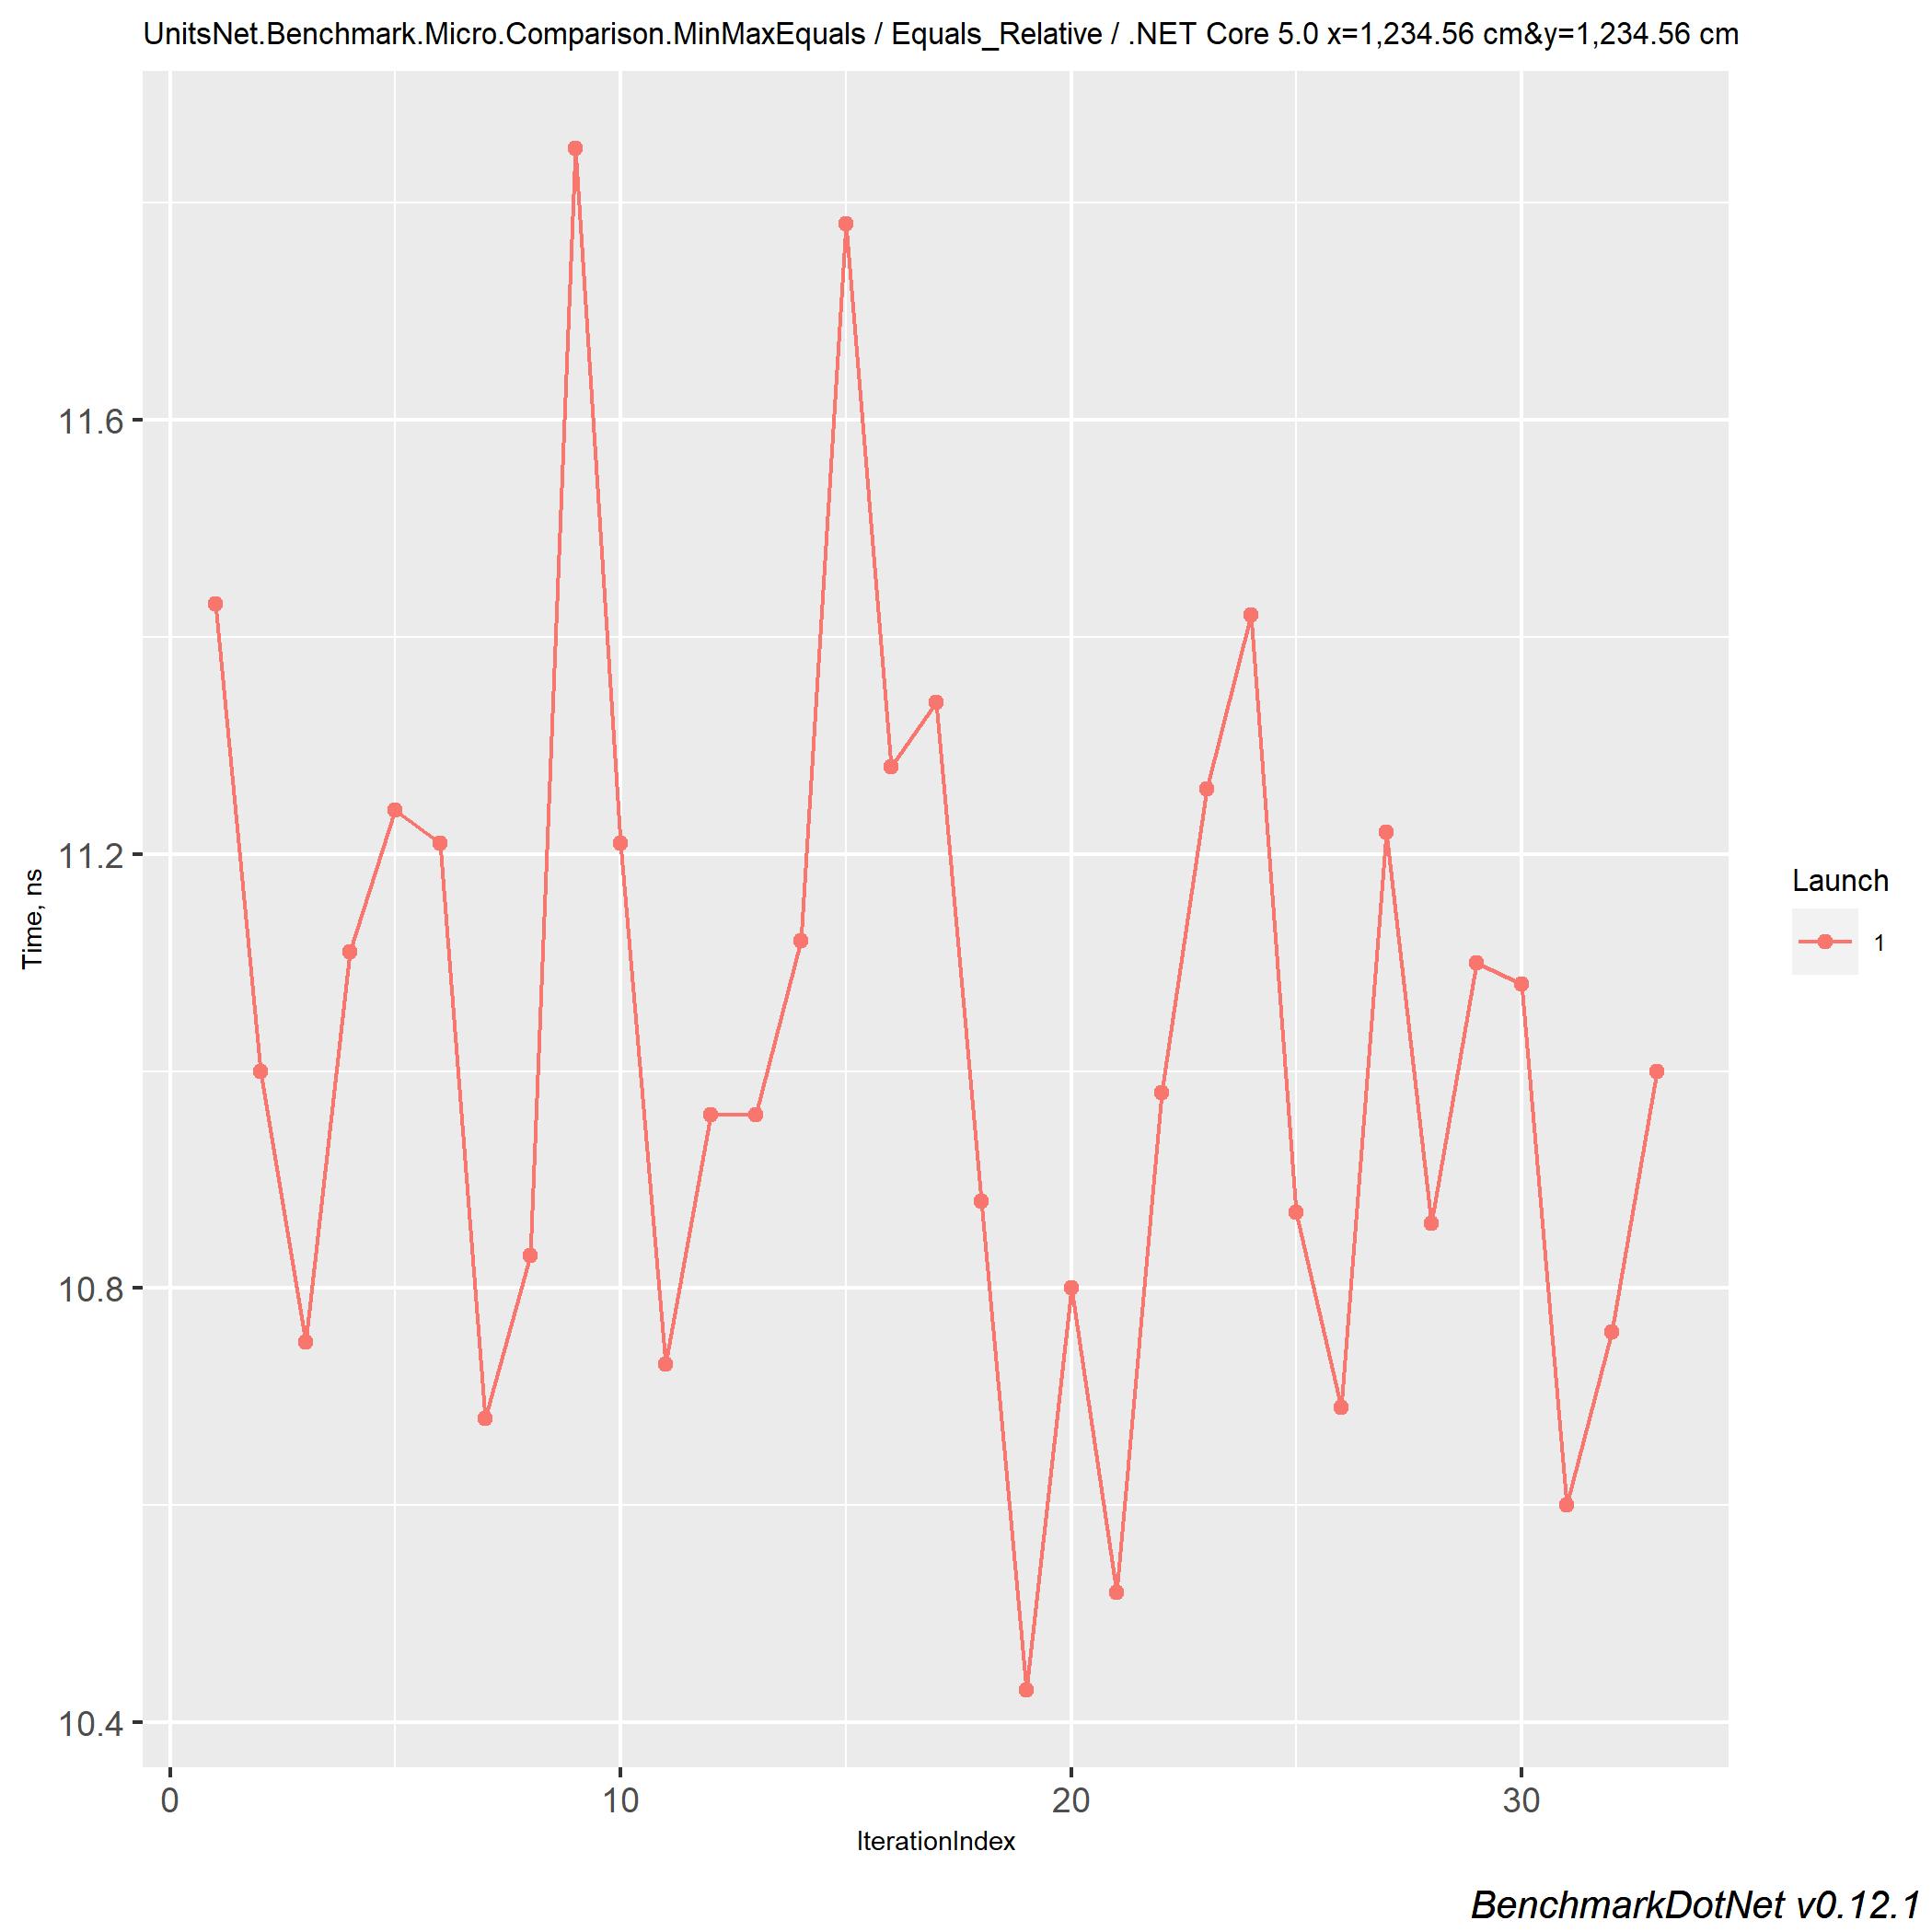 UnitsNet.Benchmark.Micro.Comparison.MinMaxEquals / Equals_Relative / .NET Core 5.0 x=1,234.56 cm&y=1,234.56 cm
11.6
11.2
10.8
10.4
Time, ns
0 10 20 30
IterationIndex
Launch
1
BenchmarkDotNet v0.12.1